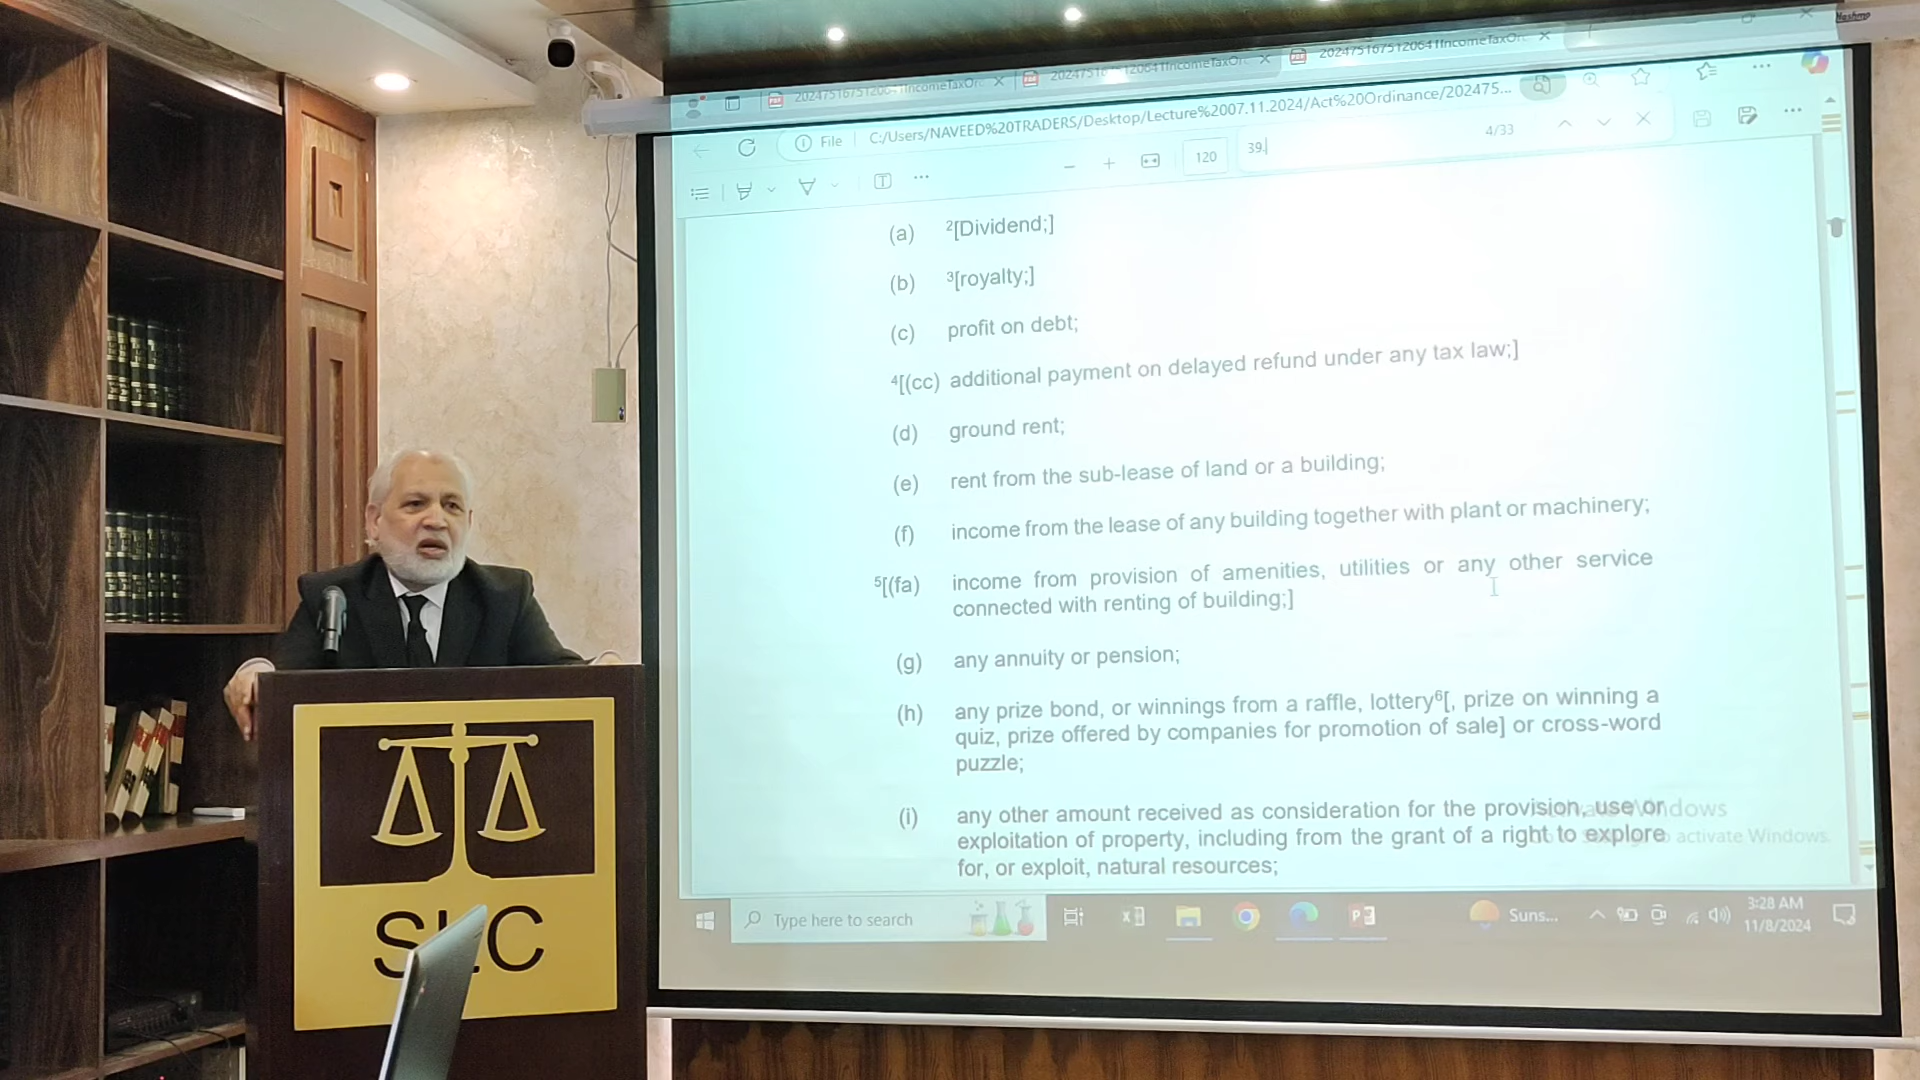 202475167512064IncomeTaxOr...
202475167512064IncomeTaxOr...
202475167512064IncomeTaxOr...
File
C:/Users/NAVEED%20TRADERS/Desktop/Lecture%2007.11.2024/Act%20Ordinance/202475...
120
39.
4/33
(a) ²[Dividend;]
(b) ³[royalty;]
(c) profit on debt;
⁴[(cc) additional payment on delayed refund under any tax law;]
(d) ground rent;
(e) rent from the sub-lease of land or a building;
(f) income from the lease of any building together with plant or machinery;
⁵[(fa) income from provision of amenities, utilities or any other service
connected with renting of building;]
(g) any annuity or pension;
(h) any prize bond, or winnings from a raffle, lottery⁶[, prize on winning a
quiz, prize offered by companies for promotion of sale] or cross-word
puzzle;
(i) any other amount received as consideration for the provision, use or
exploitation of property, including from the grant of a right to explore
for, or exploit, natural resources;
Windows
activate Windows.
Type here to search
Suns...
3:28 AM
11/8/2024
SLC